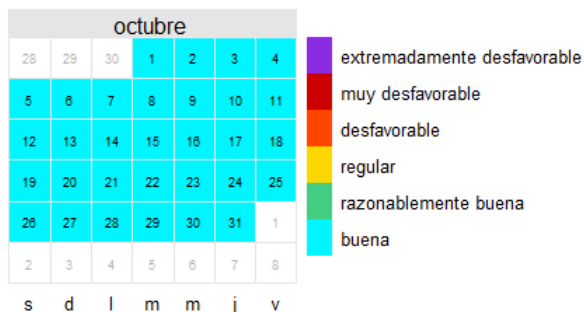 octubre
28 29 30 1 2 3 4
5 6 7 8 9 10 11
12 13 14 15 16 17 18
19 20 21 22 23 24 25
26 27 28 29 30 31 1
2 3 4 5 6 7 8
s d l m m j v
extremadamente desfavorable
muy desfavorable
desfavorable
regular
razonablemente buena
buena